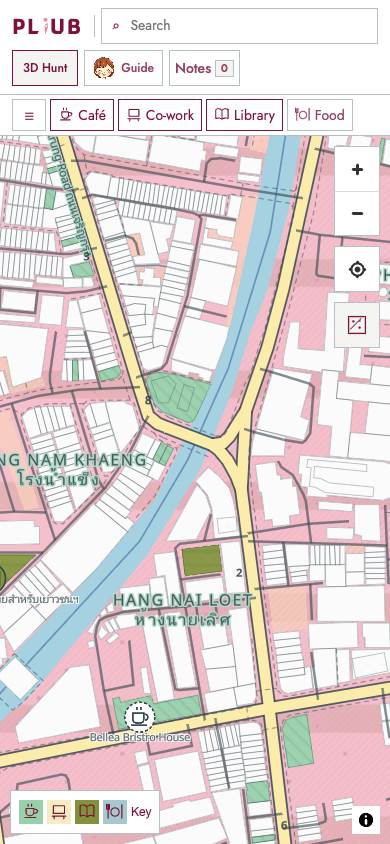 PLIUB
Search
3D Hunt
Guide
Notes 0
Café
Co-work
Library
Food
8
NG NAM KHAENG
โรงน้ำแข็ง
2
HANG NAI LOET
หางนายเลิศ
Bellea Bristro House
6
Key